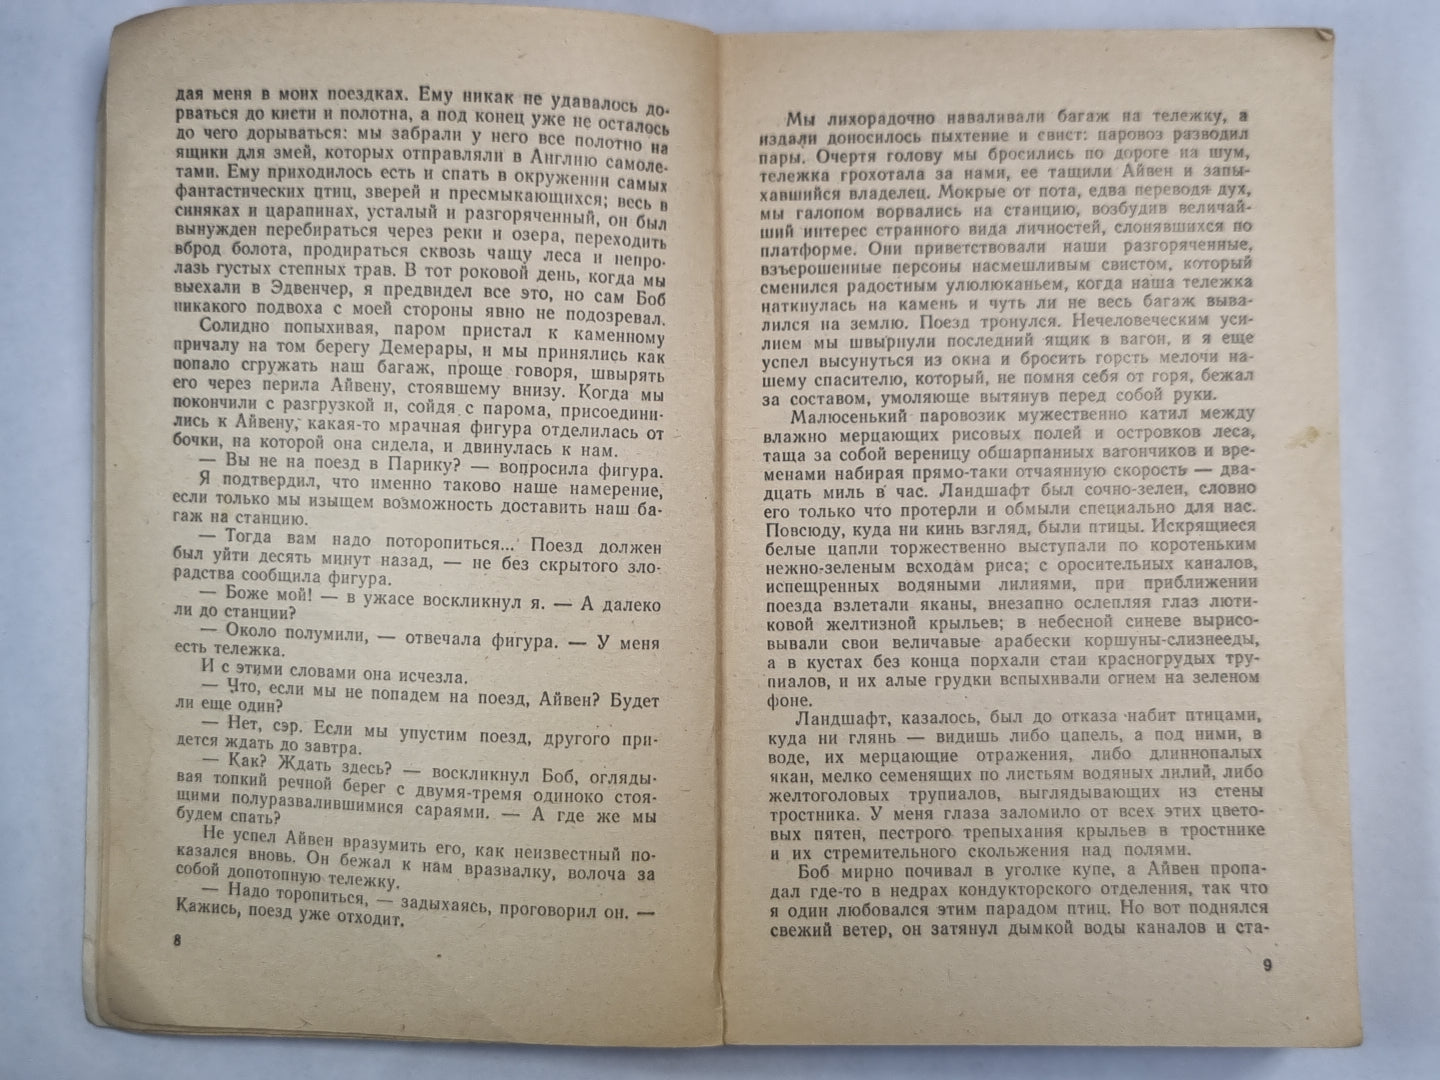 дая меня в моих поездках. Ему никак не удавалось до-
рваться до кисти и полотна, а под конец уже не осталось
до чего дорываться: мы забрали у него все полотно на
ящики для змей, которых отправляли в Англию самоле-
тами. Ему приходилось есть и спать в окружении самых
фантастических птиц, зверей и пресмыкающихся; весь в
синяках и царапинах, усталый и разгоряченный, он был
вынужден перебираться через реки и озера, переходить
вброд болота, продираться сквозь чащу леса и непро-
лазь густых степных трав. В тот роковой день, когда мы
выехали в Эдвенчер, я предвидел все это, но сам Боб
никакого подвоха с моей стороны явно не подозревал.
Солидно попыхивая, паром пристал к каменному
причалу на том берегу Демерары, и мы принялись как
попало сгружать наш багаж, проще говоря, швырять
его через перила Айвену, стоявшему внизу. Когда мы
покончили с разгрузкой и, сойдя с парома, присоедини-
лись к Айвену, какая-то мрачная фигура отделилась от
бочки, на которой она сидела, и двинулась к нам.
— Вы не на поезд в Парику? — вопросила фигура.
Я подтвердил, что именно таково наше намерение,
если только мы изыщем возможность доставить наш ба-
гаж на станцию.
— Тогда вам надо поторопиться... Поезд должен
был уйти десять минут назад, — не без скрытого зло-
радства сообщила фигура.
— Боже мой! — в ужасе воскликнул я. — А далеко
ли до станции?
— Около полумили, — отвечала фигура. — У меня
есть тележка.
И с этими словами она исчезла.
— Что, если мы не попадем на поезд, Айвен? Будет
ли еще один?
— Нет, сэр. Если мы упустим поезд, другого при-
дется ждать до завтра.
— Как? Ждать здесь? — воскликнул Боб, огляды-
вая топкий речной берег с двумя-тремя одиноко стоя-
щими полуразвалившимися сараями. — А где же мы
будем спать?
Не успел Айвен вразумить его, как неизвестный по-
казался вновь. Он бежал к нам вразвалку, волоча за
собой допотопную тележку.
— Надо торопиться, — задыхаясь, проговорил он. —
Кажись, поезд уже отходит.
8
Мы лихорадочно наваливали багаж на тележку, а
издали доносилось пыхтение и свист: паровоз разводил
пары. Очертя голову мы бросились по дороге на шум,
тележка грохотала за нами, ее тащили Айвен и запы-
хавшийся владелец. Мокрые от пота, едва переводя дух,
мы галопом ворвались на станцию, возбудив величай-
ший интерес странного вида личностей, слонявшихся по
платформе. Они приветствовали наши разгоряченные,
взъерошенные персоны насмешливым свистом, который
сменился радостным улюлюканьем, когда наша тележка
наткнулась на камень и чуть ли не весь багаж выва-
лился на землю. Поезд тронулся. Нечеловеческим уси-
лием мы швырнули последний ящик в вагон, и я еще
успел высунуться из окна и бросить горсть мелочи на-
шему спасителю, который, не помня себя от горя, бежал
за составом, умоляюще вытянув перед собой руки.
Малюсенький паровозик мужественно катил между
влажно мерцающих рисовых полей и островков леса,
таща за собой вереницу обшарпанных вагончиков и вре-
менами набирая прямо-таки отчаянную скорость — два-
дцать миль в час. Ландшафт был сочно-зелен, словно
его только что протерли и обмыли специально для нас.
Повсюду, куда ни кинь взгляд, были птицы. Искрящиеся
белые цапли торжественно выступали по коротеньким
нежно-зеленым всходам риса; с оросительных каналов,
испещренных водяными лилиями, при приближении
поезда взлетали яканы, внезапно ослепляя глаз люти-
ковой желтизной крыльев; в небесной синеве вырисо-
вывали свои величавые арабески коршуны-слизнееды,
а в кустах без конца порхали стаи красногрудых тру-
пиалов, и их алые грудки вспыхивали огнем на зеленом
фоне.
Ландшафт, казалось, был до отказа набит птицами,
куда ни глянь — видишь либо цапель, а под ними, в
воде, их мерцающие отражения, либо длиннопалых
якан, мелко семенящих по листьям водяных лилий, либо
желтоголовых трупиалов, выглядывающих из стены
тростника. У меня глаза заломило от всех этих цвето-
вых пятен, пестрого трепыхания крыльев в тростнике
и их стремительного скольжения над полями.
Боб мирно почивал в уголке купе, а Айвен пропа-
дал где-то в недрах кондукторского отделения, так что
я один любовался этим парадом птиц. Но вот поднялся
свежий ветер, он затянул дымкой воды каналов и ста-
9